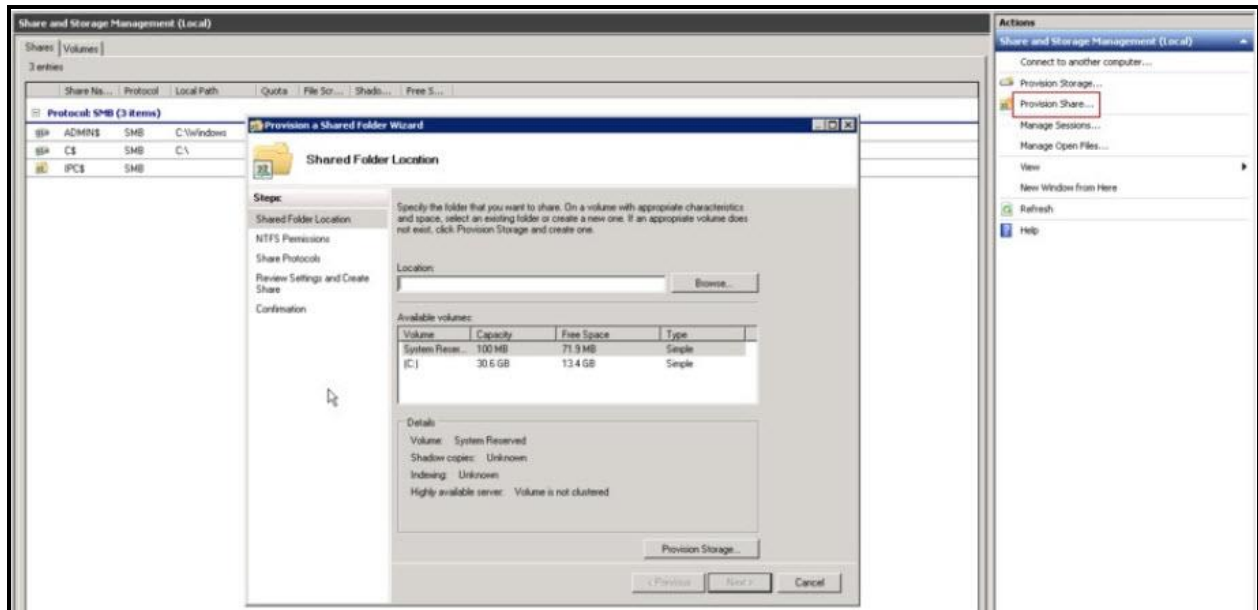 Share and Storage Management (Local)
Shares Volumes
3 entries
Share Na... Protocol Local Path Quota File Scr... Shado... Free S...
Protocol: SMB (3 items)
ADMIN$ SMB C:\Windows
C$ SMB C:\
IPC$ SMB
Provision a Shared Folder Wizard
Shared Folder Location
Steps:
Shared Folder Location
NTFS Permissions
Share Protocols
Review Settings and Create
Share
Confirmation
Specify the folder that you want to share. On a volume with appropriate characteristics
and space, select an existing folder or create a new one. If an appropriate volume does
not exist, click Provision Storage and create one.
Location:
Browse...
Available volumes:
Volume Capacity Free Space Type
System Reser... 100 MB 71.9 MB Simple
(C:) 30.6 GB 13.4 GB Simple
Details
Volume: System Reserved
Shadow copies: Unknown
Indexing: Unknown
Highly available server: Volume is not clustered
Provision Storage...
< Previous Next > Cancel
Actions
Share and Storage Management (Local)
Connect to another computer...
Provision Storage...
Provision Share...
Manage Sessions...
Manage Open Files...
View
New Window from Here
Refresh
Help